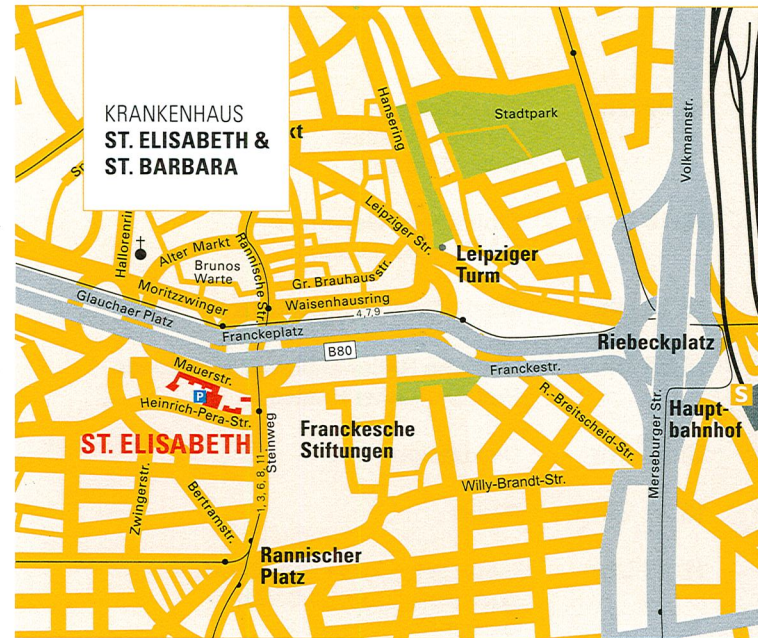 KRANKENHAUS
ST. ELISABETH &
ST. BARBARA
Hansering
Stadtpark
Volkmannstr.
Leipziger Str.
Leipziger
Turm
Hallorenri
Alter Markt
Brunos
Warte
Rannische Str.
Gr. Brauhausstr.
Moritzzwinger
Waisenhausring
Glauchaer Platz
4,7,9
Franckeplatz
B80
Franckestr.
Riebeckplatz
Mauerstr.
P
Heinrich-Pera-Str.
ST. ELISABETH
Steinweg
1, 3, 6, 8, 11
Franckesche
Stiftungen
R.-Breitscheid-Str.
S
Haupt-
bahnhof
Merseburger Str.
Willy-Brandt-Str.
Zwingerstr.
Bertramstr.
Rannischer
Platz